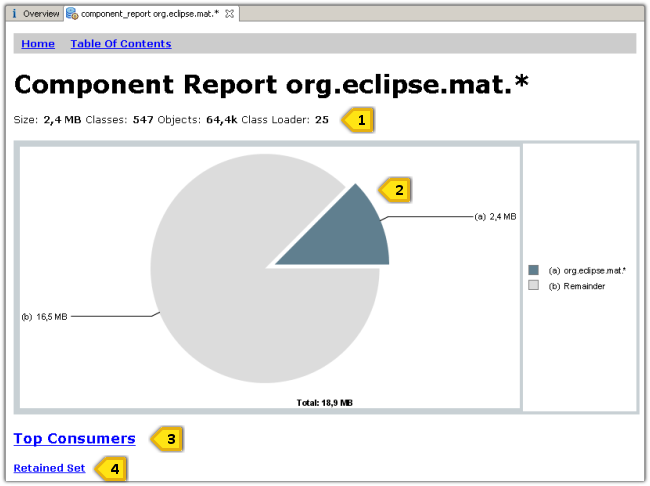 i Overview component_report org.eclipse.mat.*
Home Table Of Contents
Component Report org.eclipse.mat.*
Size: 2,4 MB Classes: 547 Objects: 64,4k Class Loader: 25
1
2
(a) 2,4 MB
(a) org.eclipse.mat.*
(b) Remainder
(b) 16,5 MB
Total: 18,9 MB
Top Consumers
3
Retained Set
4